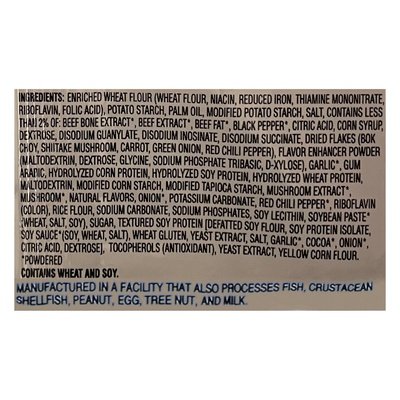 INGREDIENTS: ENRICHED WHEAT FLOUR (WHEAT FLOUR, NIACIN, REDUCED IRON, THIAMINE MONONITRATE,
RIBOFLAVIN, FOLIC ACID), POTATO STARCH, PALM OIL, MODIFIED POTATO STARCH, SALT, CONTAINS LESS
THAN 2% OF: BEEF BONE EXTRACT*, BEEF EXTRACT*, BEEF FAT*, BLACK PEPPER*, CITRIC ACID, CORN SYRUP,
DEXTROSE, DISODIUM GUANYLATE, DISODIUM INOSINATE, DISODIUM SUCCINATE, DRIED FLAKES (BOK
CHOY, SHIITAKE MUSHROOM, CARROT, GREEN ONION, RED CHILI PEPPER), FLAVOR ENHANCER POWDER
(MALTODEXTRIN, DEXTROSE, GLYCINE, SODIUM PHOSPHATE TRIBASIC, D-XYLOSE), GARLIC*, GUM
ARABIC, HYDROLYZED CORN PROTEIN, HYDROLYZED SOY PROTEIN, HYDROLYZED WHEAT PROTEIN,
MALTODEXTRIN, MODIFIED CORN STARCH, MODIFIED TAPIOCA STARCH, MUSHROOM EXTRACT*,
MUSHROOM*, NATURAL FLAVORS, ONION*, POTASSIUM CARBONATE, RED CHILI PEPPER*, RIBOFLAVIN
(COLOR), RICE FLOUR, SODIUM CARBONATE, SODIUM PHOSPHATES, SOY LECITHIN, SOYBEAN PASTE*
(WHEAT, SALT, SOY), SUGAR, TEXTURED SOY PROTEIN [DEFATTED SOY FLOUR, SOY PROTEIN ISOLATE,
SOY SAUCE*(SOY, WHEAT, SALT), WHEAT GLUTEN, YEAST EXTRACT, SALT, GARLIC*, COCOA*, ONION*,
CITRIC ACID, DEXTROSE], TOCOPHEROLS (ANTIOXIDANT), YEAST EXTRACT, YELLOW CORN FLOUR.
*POWDERED
CONTAINS WHEAT AND SOY.
MANUFACTURED IN A FACILITY THAT ALSO PROCESSES FISH, CRUSTACEAN
SHELLFISH, PEANUT, EGG, TREE NUT, AND MILK.